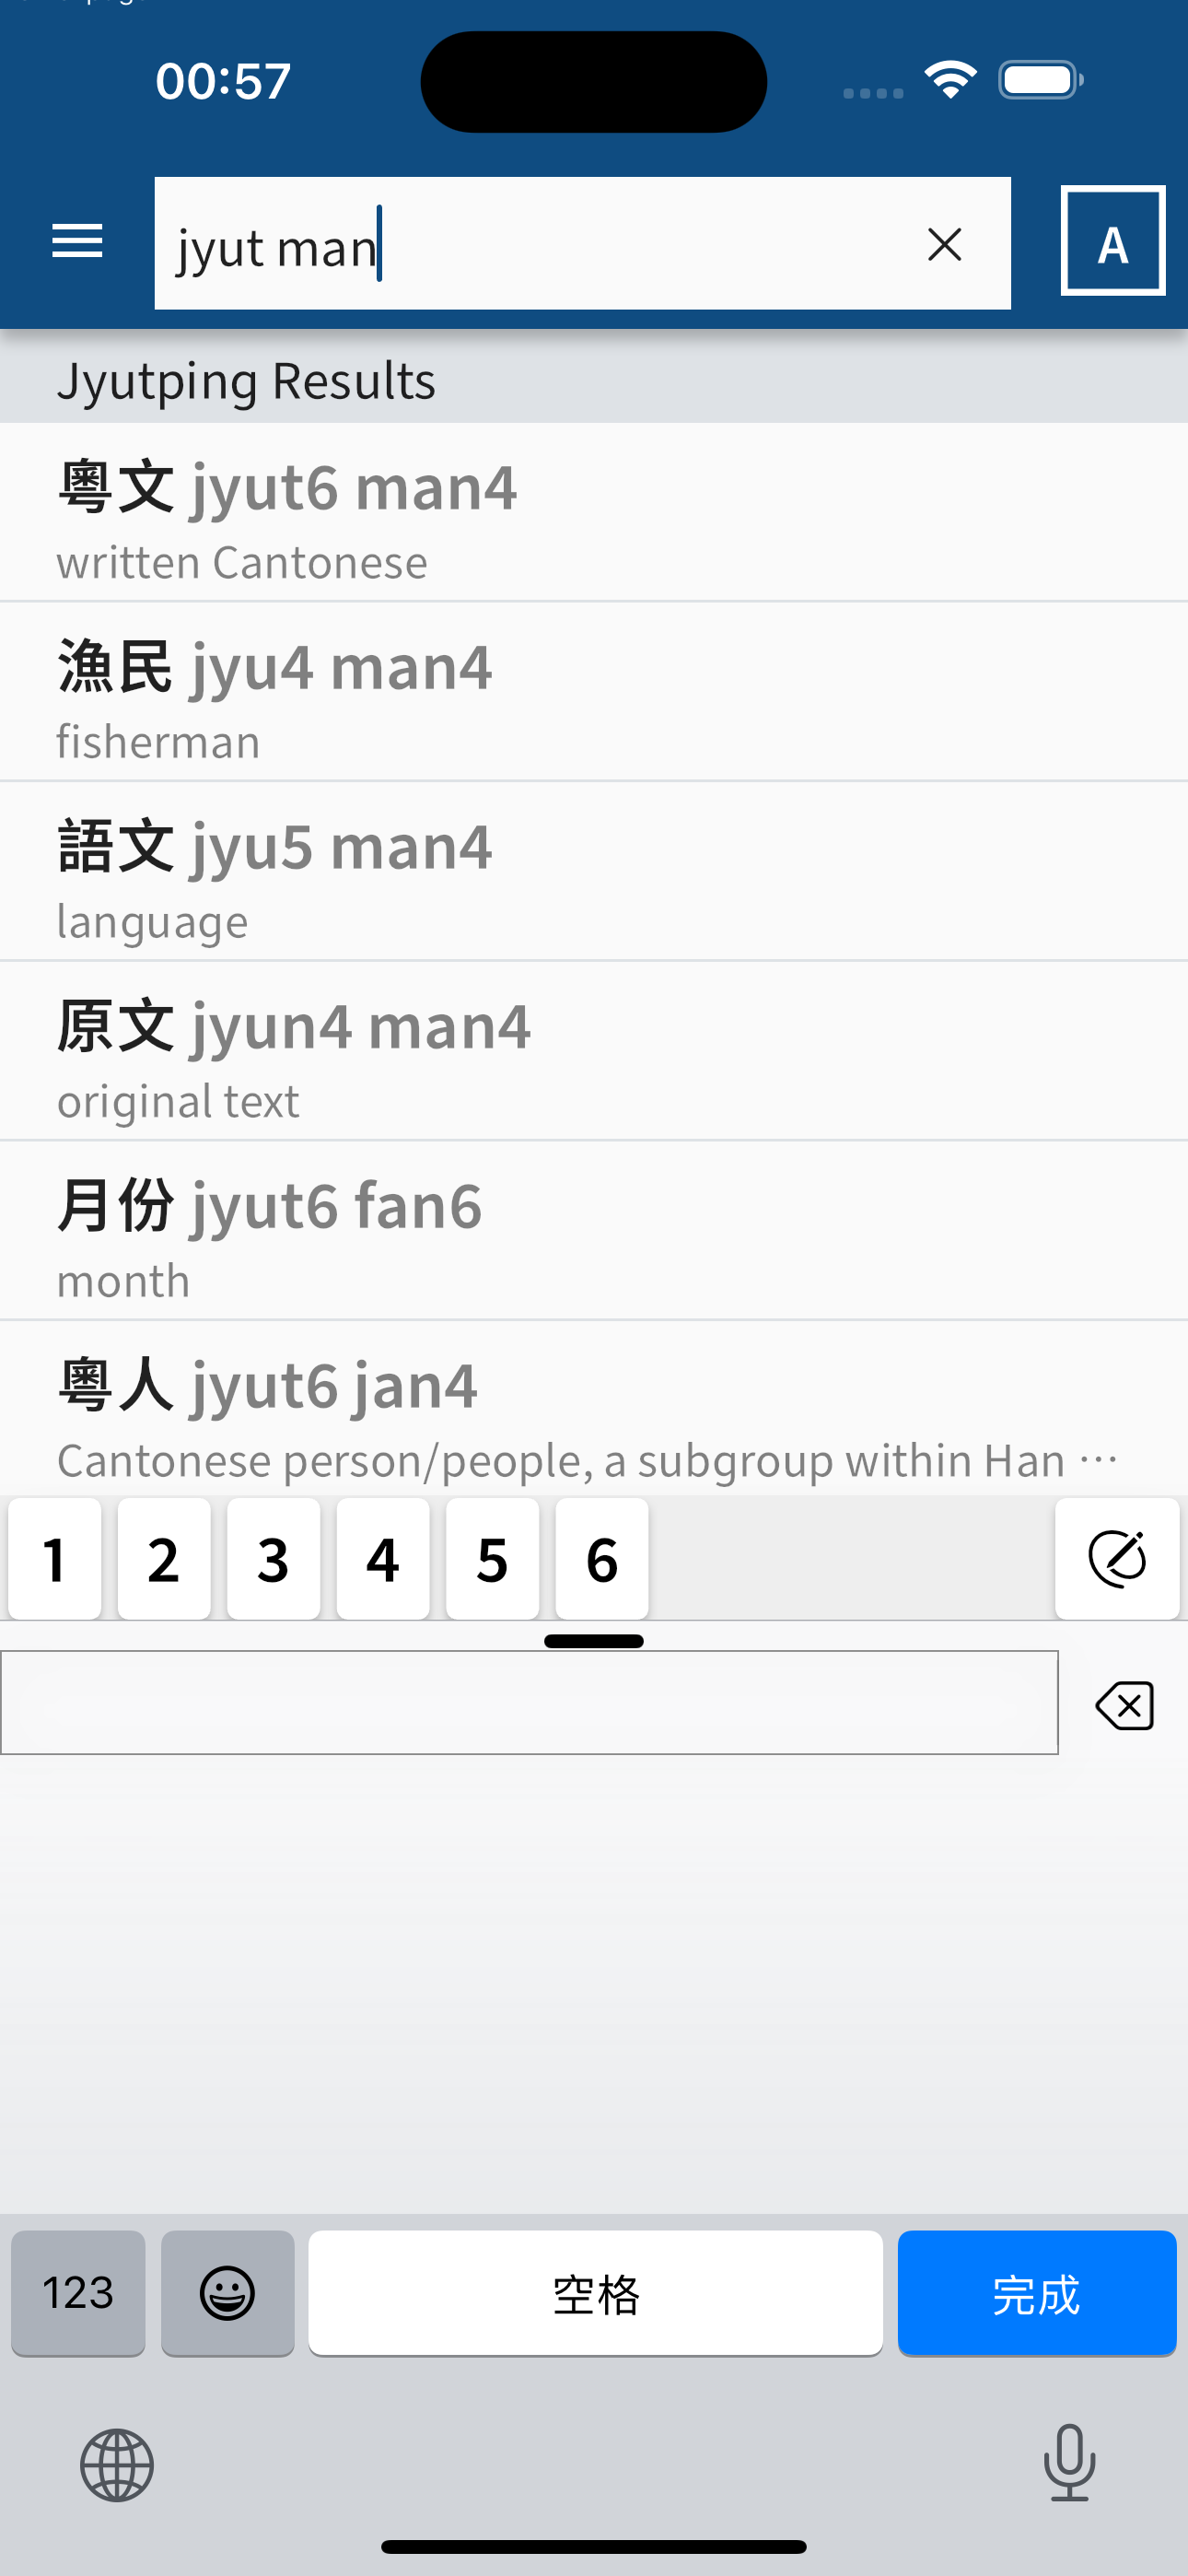 00:57
jyut man
A
Jyutping Results
粵文 jyut6 man4
written Cantonese
漁民 jyu4 man4
fisherman
語文 jyu5 man4
language
原文 jyun4 man4
original text
月份 jyut6 fan6
month
粵人 jyut6 jan4
Cantonese person/people, a subgroup within Han …
1 2 3 4 5 6
123 空格 完成